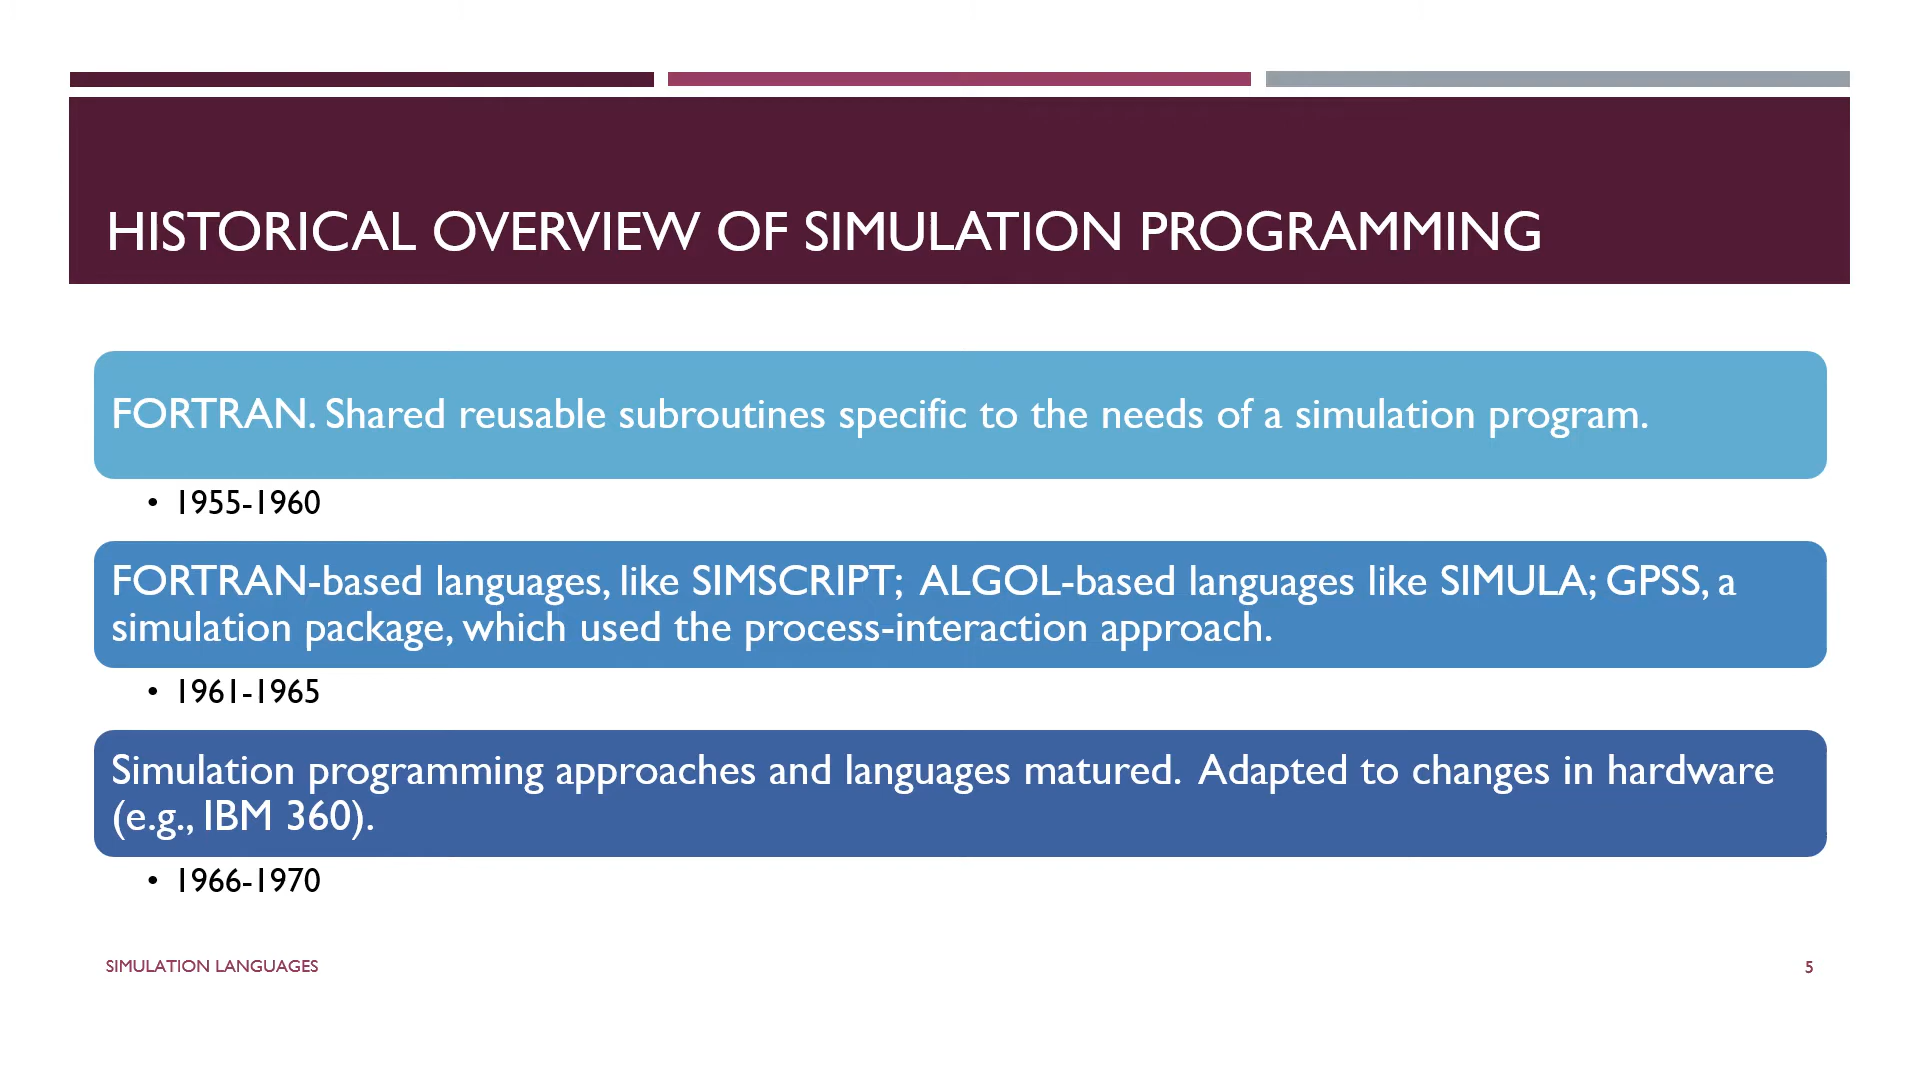 HISTORICAL OVERVIEW OF SIMULATION PROGRAMMING
FORTRAN. Shared reusable subroutines specific to the needs of a simulation program.
• 1955-1960
FORTRAN-based languages, like SIMSCRIPT; ALGOL-based languages like SIMULA; GPSS, a
simulation package, which used the process-interaction approach.
• 1961-1965
Simulation programming approaches and languages matured. Adapted to changes in hardware
(e.g., IBM 360).
• 1966-1970
SIMULATION LANGUAGES
5